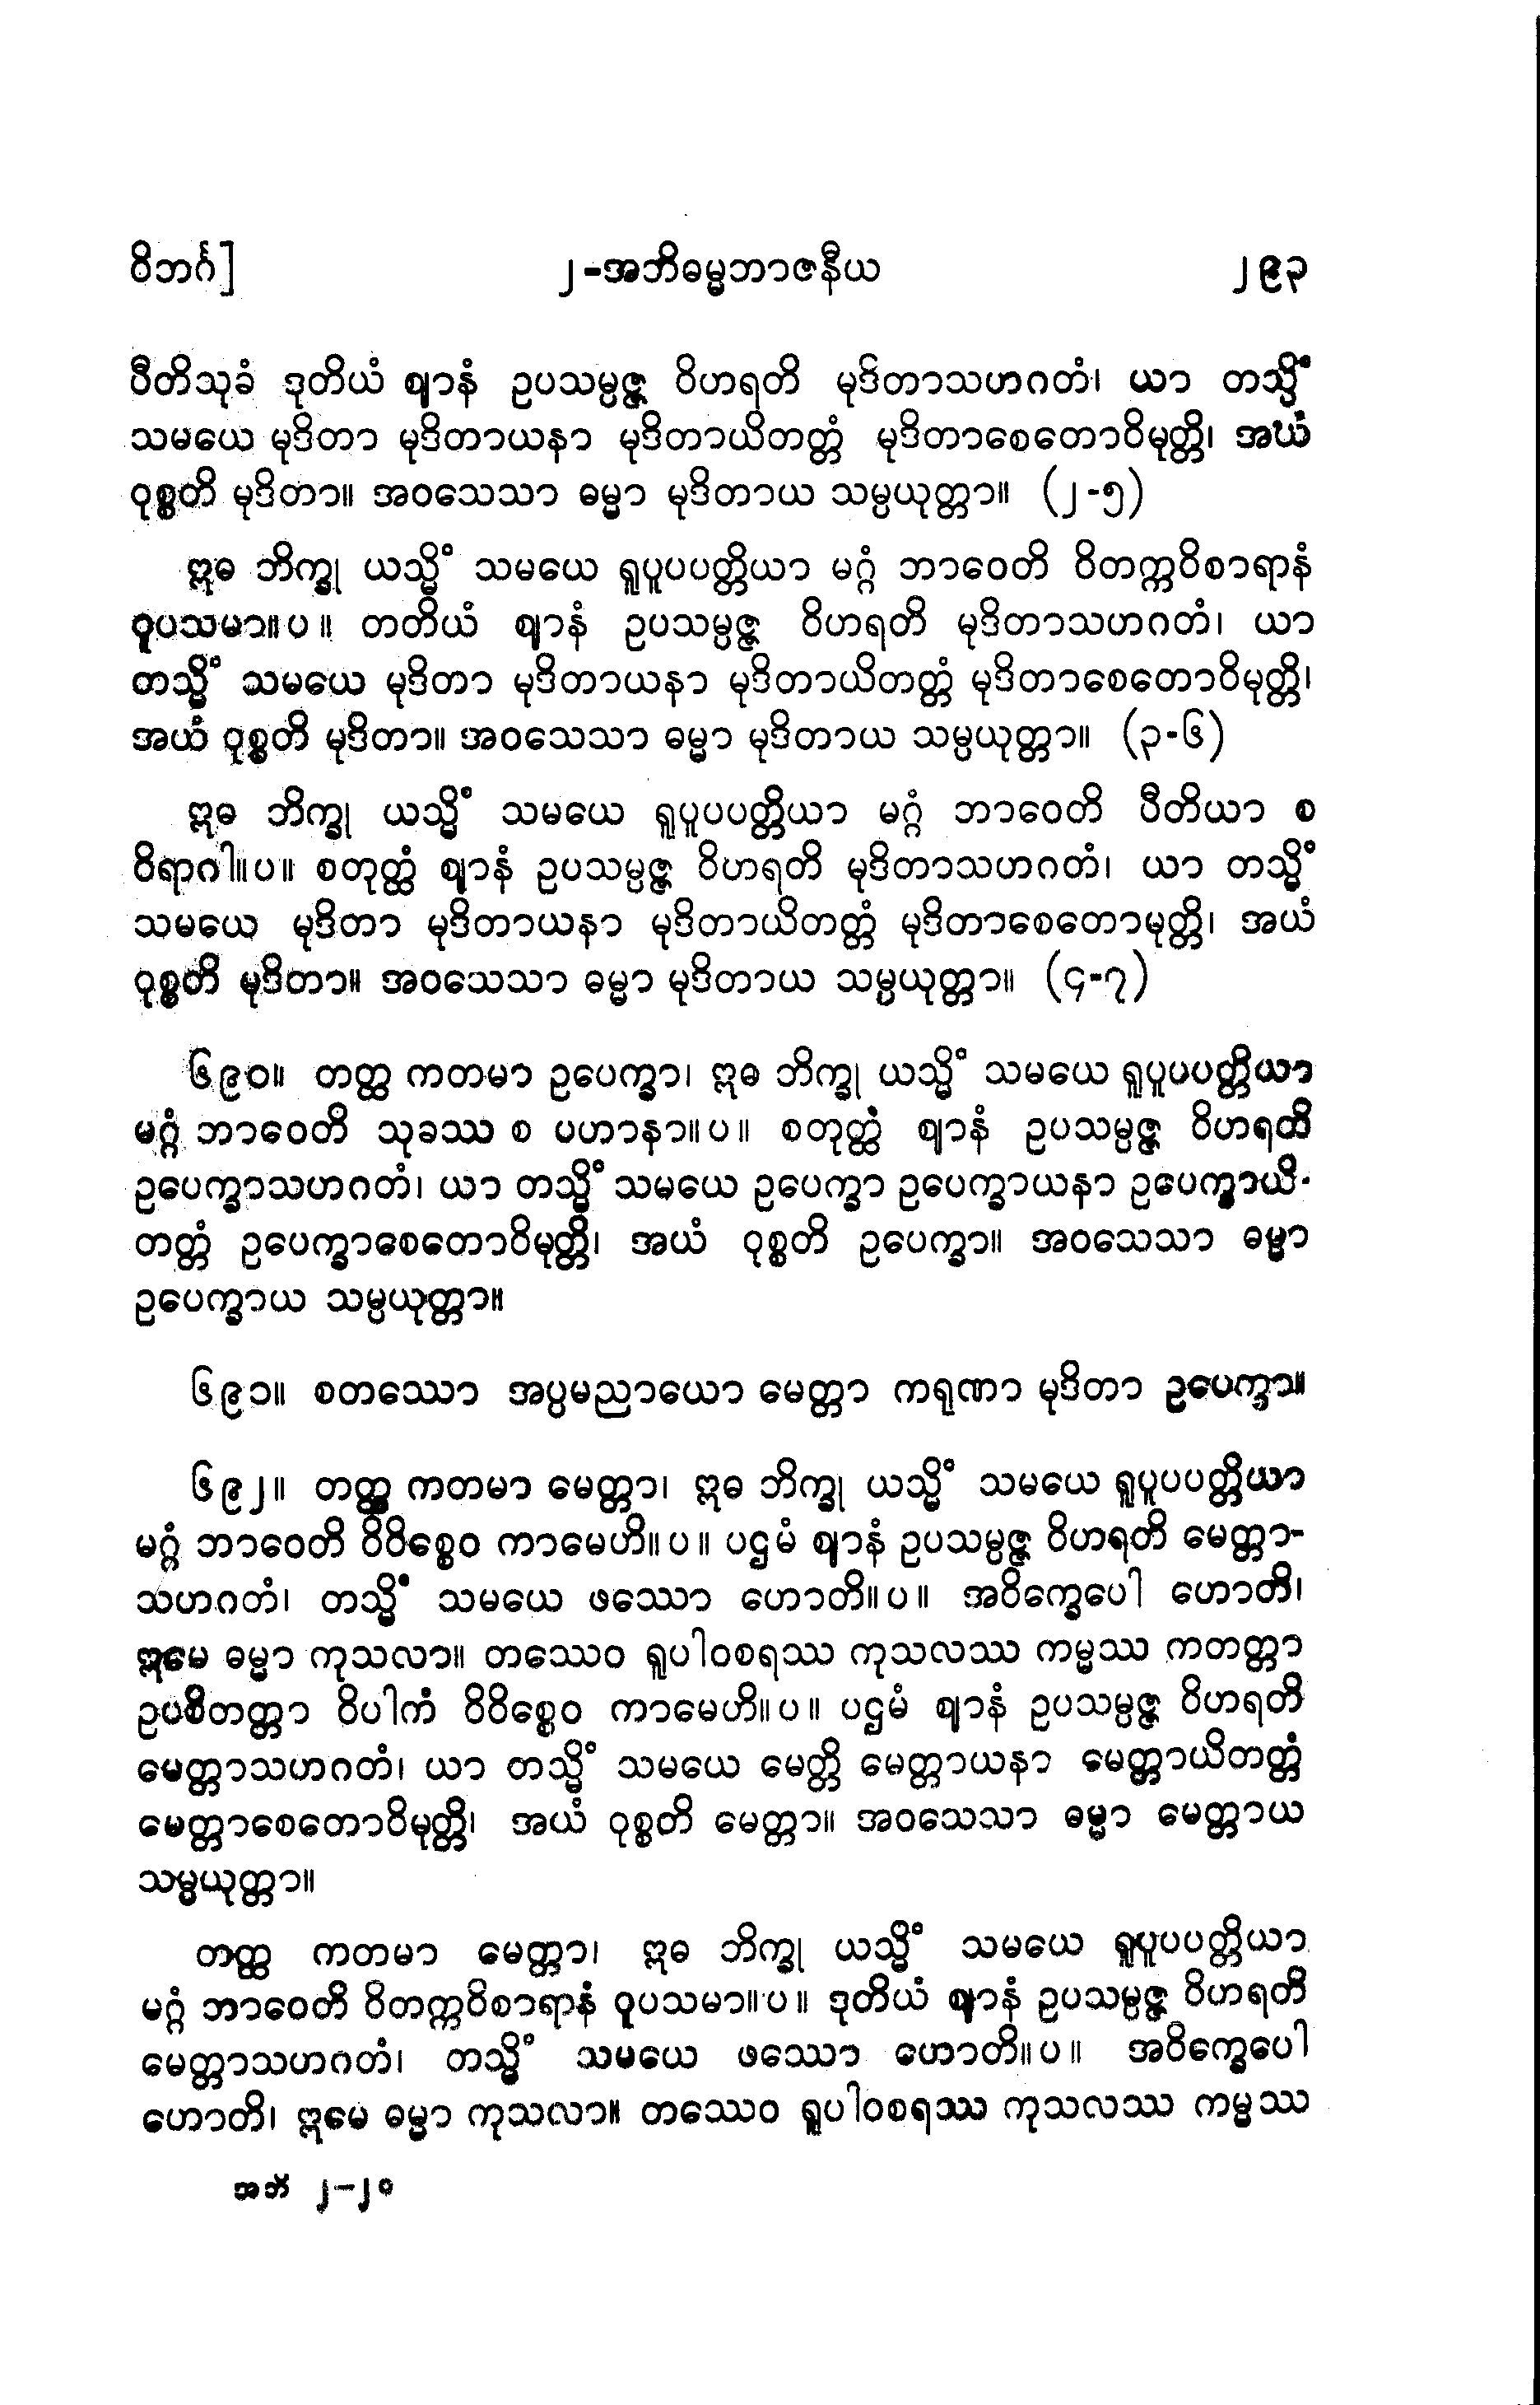 ဝိဘင်္ဂ] ၂-အဘိဓမ္မဘာဇနီယ ၂၉၃
ပီတိသုခံ ဒုတိယံ ဈာနံ ဥပသမ္ပဇ္ဇ ဝိဟရတိ မုဒိတာသဟဂတံ၊ ယာ တသ္မိံ
သမယေ မုဒိတာ မုဒိတာယနာ မုဒိတာယိတတ္တံ မုဒိတာစေတောဝိမုတ္တိ၊ အယံ
ဝုစ္စတိ မုဒိတာ။ အဝသေသာ ဓမ္မာ မုဒိတာယ သမ္ပယုတ္တာ။ (၂-၅)
ဣဓ ဘိက္ခု ယသ္မိံ သမယေ ရူပူပပတ္တိယာ မဂ္ဂံ ဘာဝေတိ ဝိတက္ကဝိစာရာနံ
ဝူပသမာ။ပ။ တတိယံ ဈာနံ ဥပသမ္ပဇ္ဇ ဝိဟရတိ မုဒိတာသဟဂတံ၊ ယာ
တသ္မိံ သမယေ မုဒိတာ မုဒိတာယနာ မုဒိတာယိတတ္တံ မုဒိတာစေတောဝိမုတ္တိ၊
အယံ ဝုစ္စတိ မုဒိတာ။ အဝသေသာ ဓမ္မာ မုဒိတာယ သမ္ပယုတ္တာ။ (၃-၆)
ဣဓ ဘိက္ခု ယသ္မိံ သမယေ ရူပူပပတ္တိယာ မဂ္ဂံ ဘာဝေတိ ပီတိယာ စ
ဝိရာဂါ။ပ။ စတုတ္ထံ ဈာနံ ဥပသမ္ပဇ္ဇ ဝိဟရတိ မုဒိတာသဟဂတံ၊ ယာ တသ္မိံ
သမယေ မုဒိတာ မုဒိတာယနာ မုဒိတာယိတတ္တံ မုဒိတာစေတောမုတ္တိ၊ အယံ
ဝုစ္စတိ မုဒိတာ။ အဝသေသာ ဓမ္မာ မုဒိတာယ သမ္ပယုတ္တာ။ (၄-၇)
၆၉၀။ တတ္ထ ကတမာ ဥပေက္ခာ၊ ဣဓ ဘိက္ခု ယသ္မိံ သမယေ ရူပူပပတ္တိယာ
မဂ္ဂံ ဘာဝေတိ သုခဿ စ ပဟာနာ။ပ။ စတုတ္ထံ ဈာနံ ဥပသမ္ပဇ္ဇ ဝိဟရတိ
ဥပေက္ခာသဟဂတံ၊ ယာ တသ္မိံ သမယေ ဥပေက္ခာ ဥပေက္ခာယနာ ဥပေက္ခာယိ-
တတ္တံ ဥပေက္ခာစေတောဝိမုတ္တိ၊ အယံ ဝုစ္စတိ ဥပေက္ခာ။ အဝသေသာ ဓမ္မာ
ဥပေက္ခာယ သမ္ပယုတ္တာ။
၆၉၁။ စတဿော အပ္ပမညာယော မေတ္တာ ကရုဏာ မုဒိတာ ဥပေက္ခာ။
၆၉၂။ တတ္ထ ကတမာ မေတ္တာ၊ ဣဓ ဘိက္ခု ယသ္မိံ သမယေ ရူပူပပတ္တိယာ
မဂ္ဂံ ဘာဝေတိ ဝိဝိစ္စေဝ ကာမေဟိ။ပ။ ပဌမံ ဈာနံ ဥပသမ္ပဇ္ဇ ဝိဟရတိ မေတ္တာ-
သဟဂတံ၊ တသ္မိံ သမယေ ဖဿော ဟောတိ။ပ။ အဝိက္ခေပေါ ဟောတိ၊
ဣမေ ဓမ္မာ ကုသလာ။ တဿေဝ ရူပါဝစရဿ ကုသလဿ ကမ္မဿ ကတတ္တာ
ဥပစိတတ္တာ ဝိပါကံ ဝိဝိစ္စေဝ ကာမေဟိ။ပ။ ပဌမံ ဈာနံ ဥပသမ္ပဇ္ဇ ဝိဟရတိ
မေတ္တာသဟဂတံ၊ ယာ တသ္မိံ သမယေ မေတ္တိ မေတ္တာယနာ မေတ္တာယိတတ္တံ
မေတ္တာစေတောဝိမုတ္တိ၊ အယံ ဝုစ္စတိ မေတ္တာ။ အဝသေသာ ဓမ္မာ မေတ္တာယ
သမ္ပယုတ္တာ။
တတ္ထ ကတမာ မေတ္တာ၊ ဣဓ ဘိက္ခု ယသ္မိံ သမယေ ရူပူပပတ္တိယာ
မဂ္ဂံ ဘာဝေတိ ဝိတက္ကဝိစာရာနံ ဝူပသမာ။ပ။ ဒုတိယံ ဈာနံ ဥပသမ္ပဇ္ဇ ဝိဟရတိ
မေတ္တာသဟဂတံ၊ တသ္မိံ သမယေ ဖဿော ဟောတိ။ပ။ အဝိက္ခေပေါ
ဟောတိ၊ ဣမေ ဓမ္မာ ကုသလာ။ တဿေဝ ရူပါဝစရဿ ကုသလဿ ကမ္မဿ
အဘိ ၂-၂၀